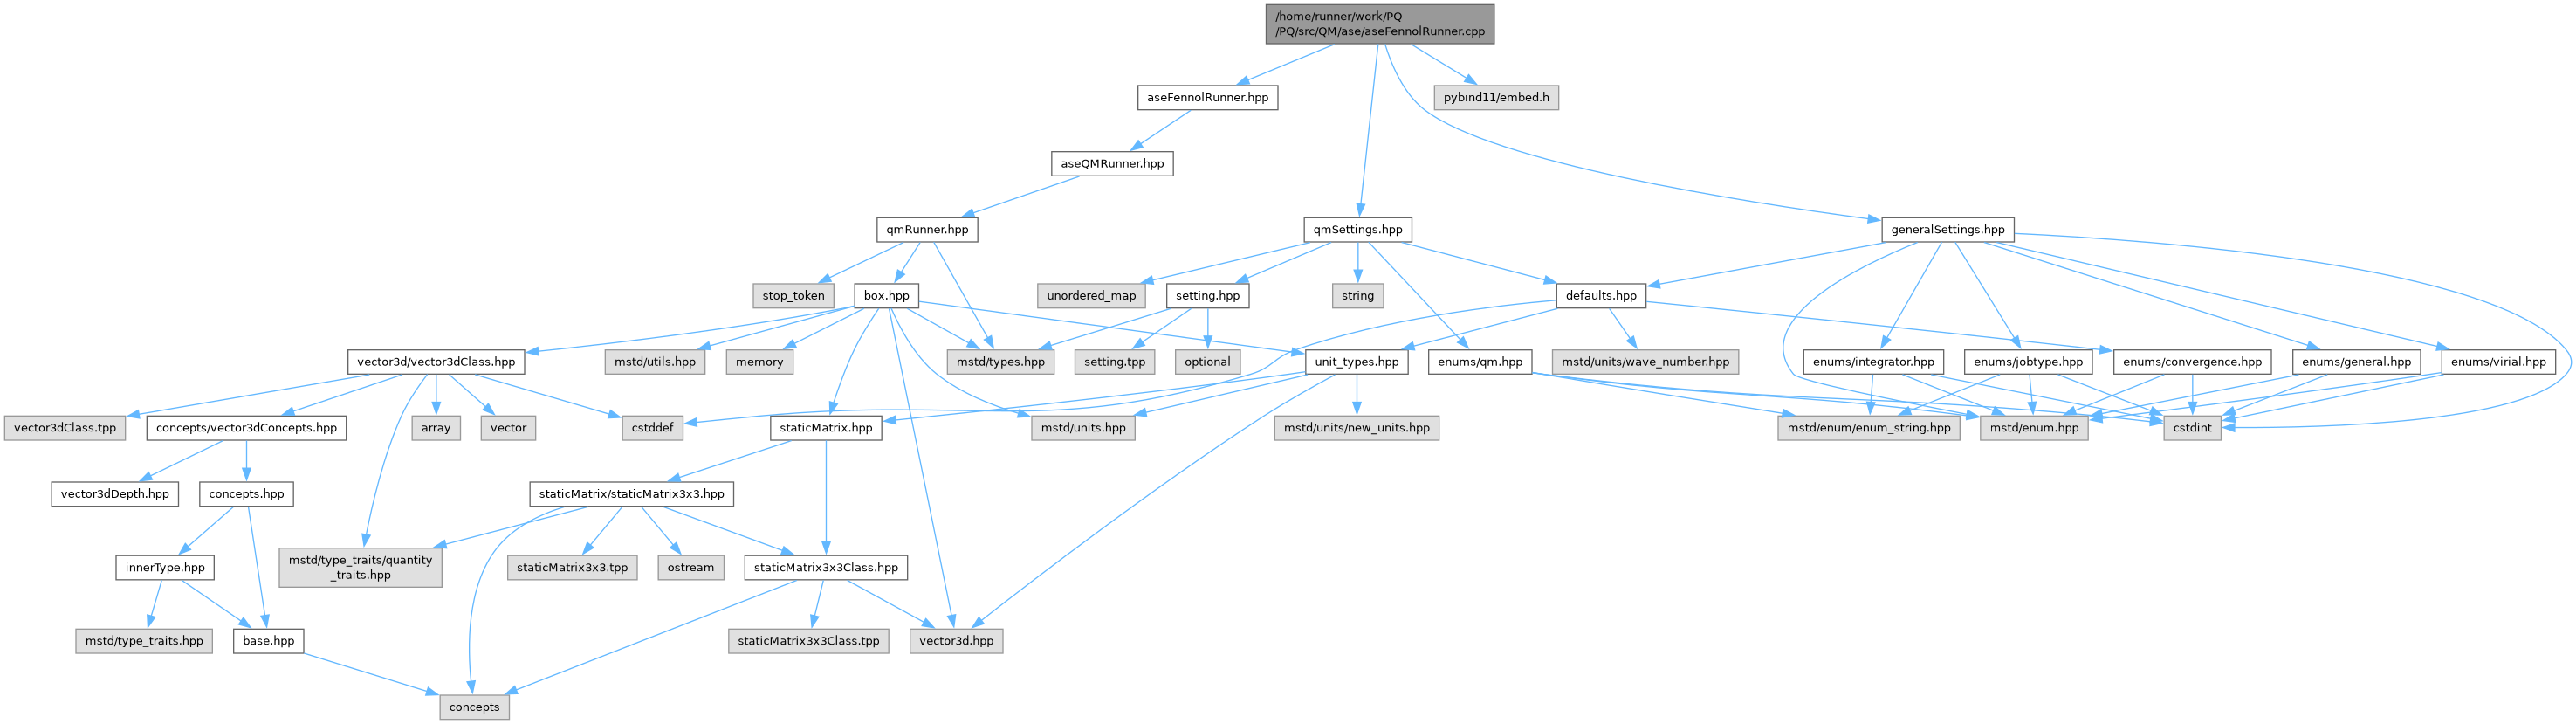 /home/runner/work/PQ
/PQ/src/QM/ase/aseFennolRunner.cpp
aseFennolRunner.hpp
pybind11/embed.h
aseQMRunner.hpp
qmRunner.hpp
qmSettings.hpp
generalSettings.hpp
stop_token
box.hpp
unordered_map
setting.hpp
string
defaults.hpp
vector3d/vector3dClass.hpp
mstd/utils.hpp
memory
mstd/types.hpp
setting.tpp
optional
unit_types.hpp
enums/qm.hpp
mstd/units/wave_number.hpp
enums/integrator.hpp
enums/jobtype.hpp
enums/convergence.hpp
enums/general.hpp
enums/virial.hpp
vector3dClass.tpp
concepts/vector3dConcepts.hpp
array
vector
cstddef
staticMatrix.hpp
mstd/units.hpp
mstd/units/new_units.hpp
mstd/enum/enum_string.hpp
mstd/enum.hpp
cstdint
vector3dDepth.hpp
concepts.hpp
staticMatrix/staticMatrix3x3.hpp
innerType.hpp
mstd/type_traits/quantity
_traits.hpp
staticMatrix3x3.tpp
ostream
staticMatrix3x3Class.hpp
mstd/type_traits.hpp
base.hpp
staticMatrix3x3Class.tpp
vector3d.hpp
concepts